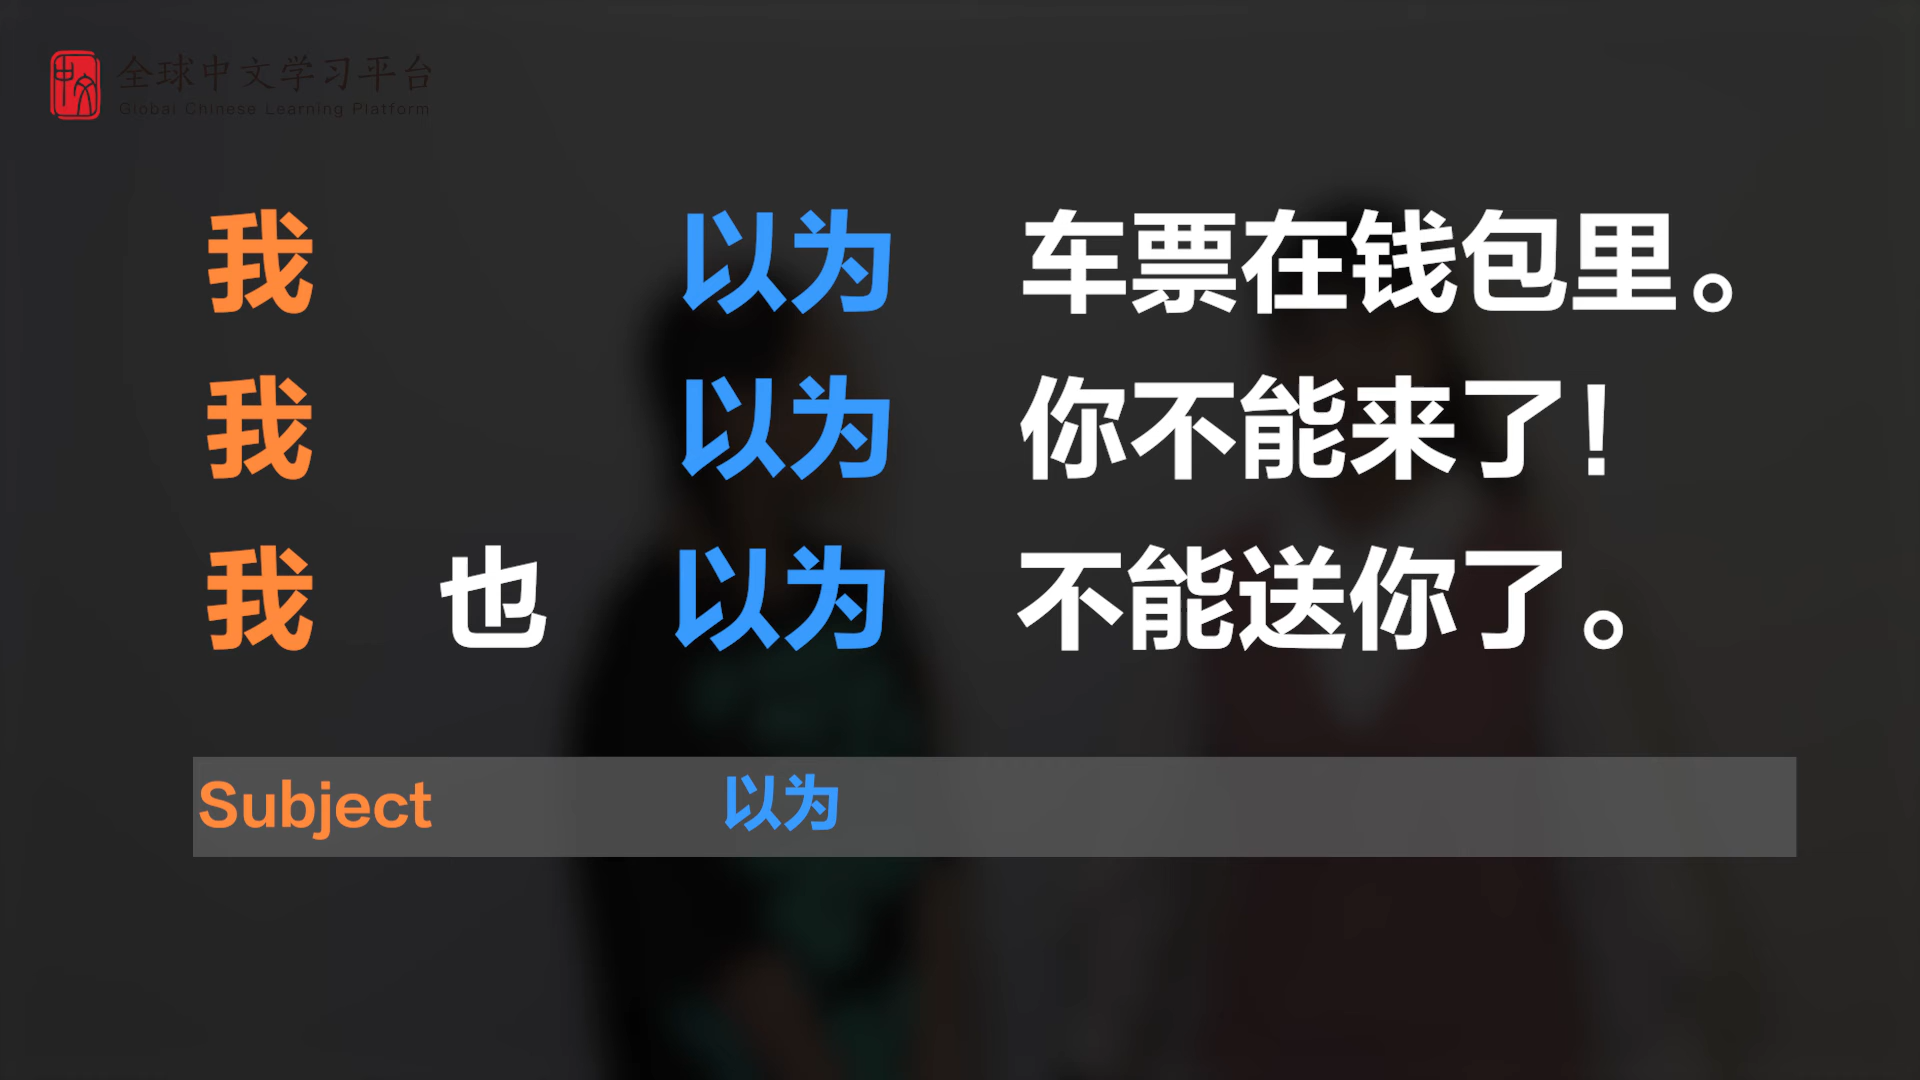 中文 全球中文学习平台
Global Chinese Learning Platform
我 以为 车票在钱包里。
我 以为 你不能来了！
我 也 以为 不能送你了。
Subject 以为